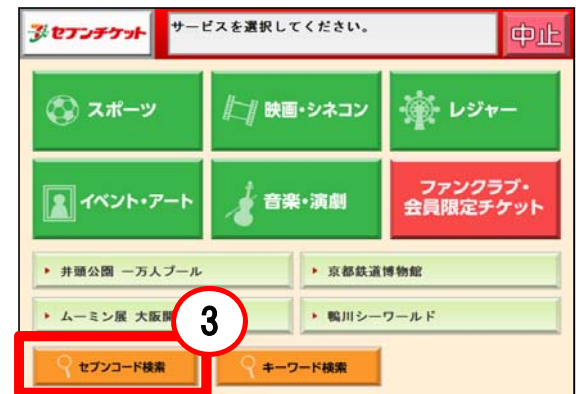 セブンチケット
サービスを選択してください。
中止
スポーツ
映画・シネコン
レジャー
イベント・アート
音楽・演劇
ファンクラブ・
会員限定チケット
井頭公園 一万人プール
京都鉄道博物館
ムーミン展 大阪
鴨川シーワールド
3
セブンコード検索
キーワード検索